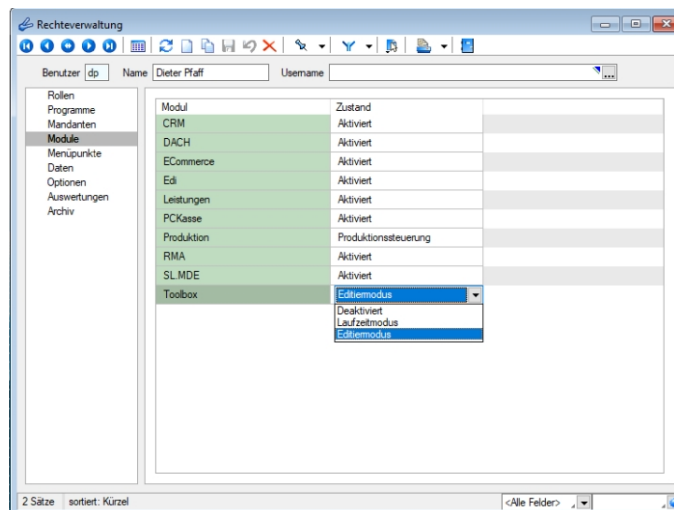 Rechteverwaltung
Benutzer dp Name Dieter Pfaff Username
Rollen
Programme
Mandanten
Module
Menüpunkte
Daten
Optionen
Auswertungen
Archiv
Modul Zustand
CRM Aktiviert
DACH Aktiviert
ECommerce Aktiviert
Edi Aktiviert
Leistungen Aktiviert
PCKasse Aktiviert
Produktion Produktionssteuerung
RMA Aktiviert
SL.MDE Aktiviert
Toolbox Editiermodus
Deaktiviert
Laufzeitmodus
Editiermodus
2 Sätze sortiert: Kürzel <Alle Felder>